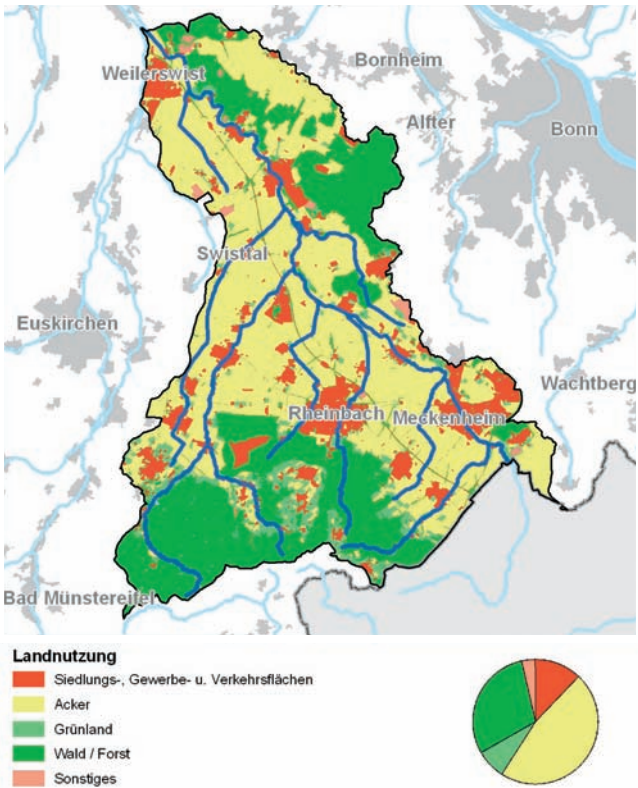 Bornheim
Weilerswist
Alfter
Bonn
Swisttal
Euskirchen
Wachtberg
Rheinbach
Meckenheim
Bad Münstereifel
Landnutzung
Siedlungs-, Gewerbe- u. Verkehrsflächen
Acker
Grünland
Wald / Forst
Sonstiges